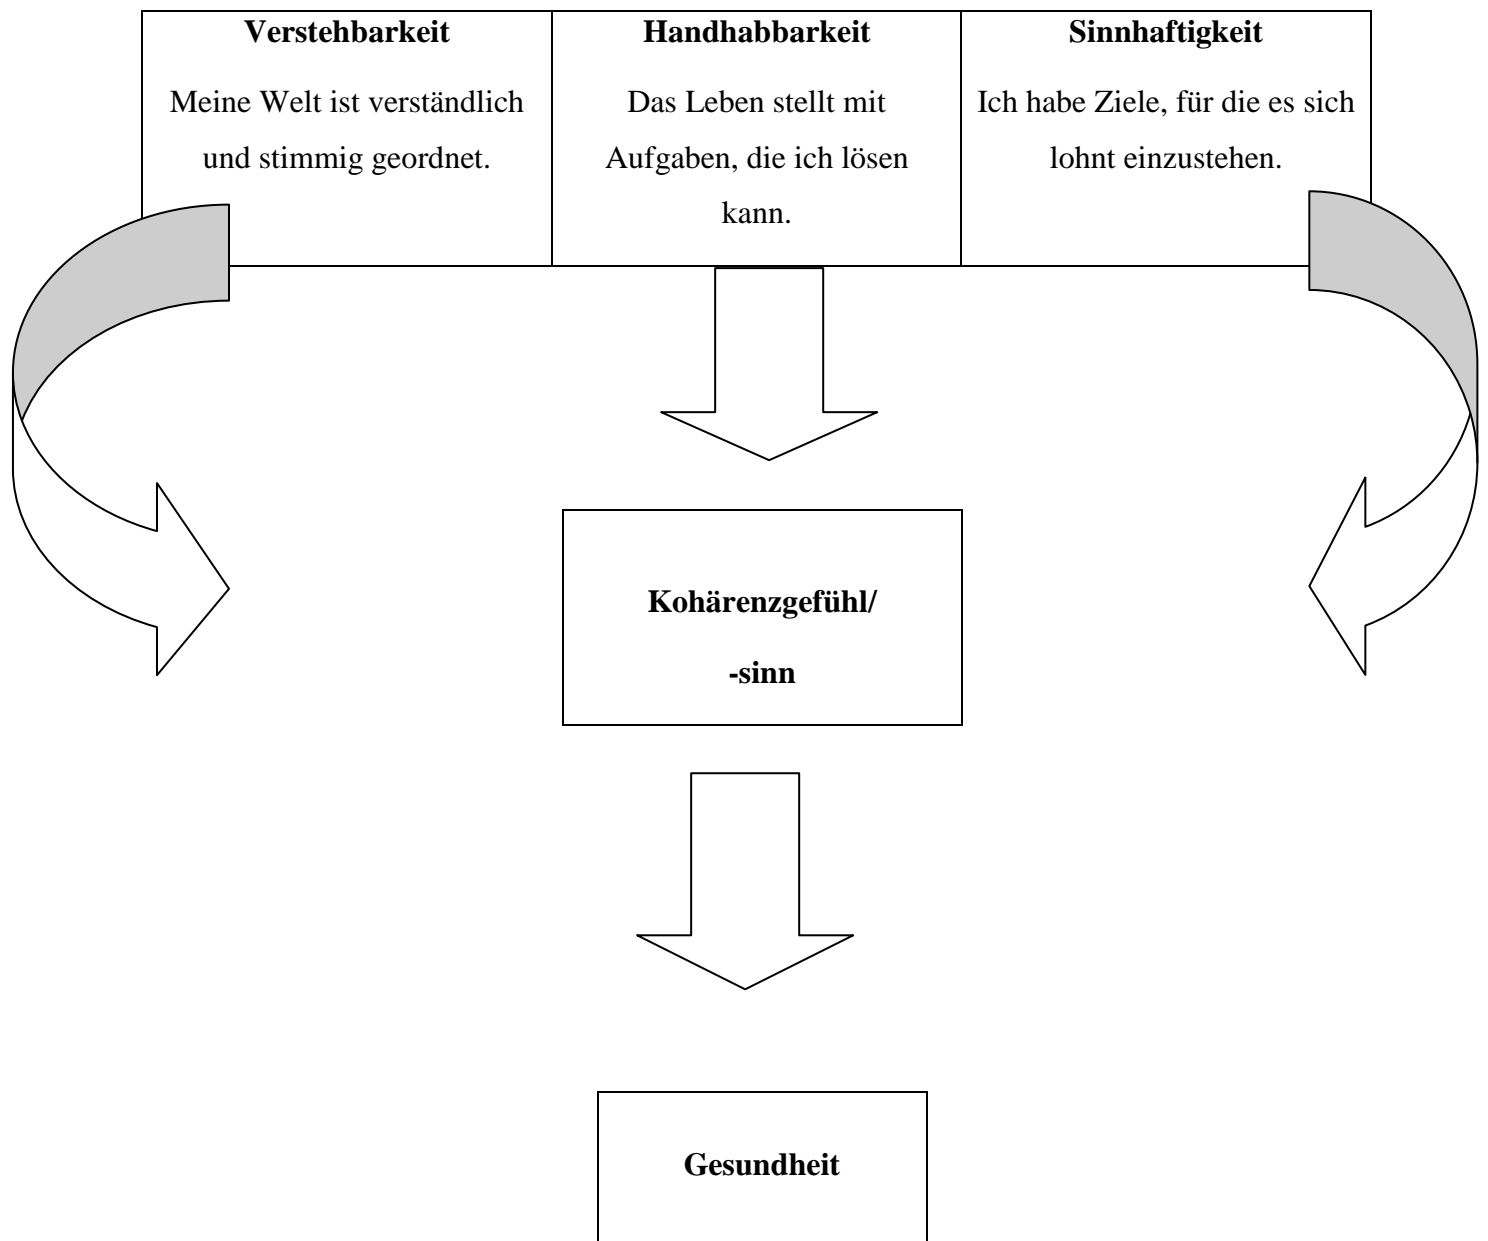 Verstehbarkeit
Meine Welt ist verständlich
und stimmig geordnet.
Handhabbarkeit
Das Leben stellt mit
Aufgaben, die ich lösen
kann.
Sinnhaftigkeit
Ich habe Ziele, für die es sich
lohnt einzustehen.
Kohärenzgefühl/
-sinn
Gesundheit